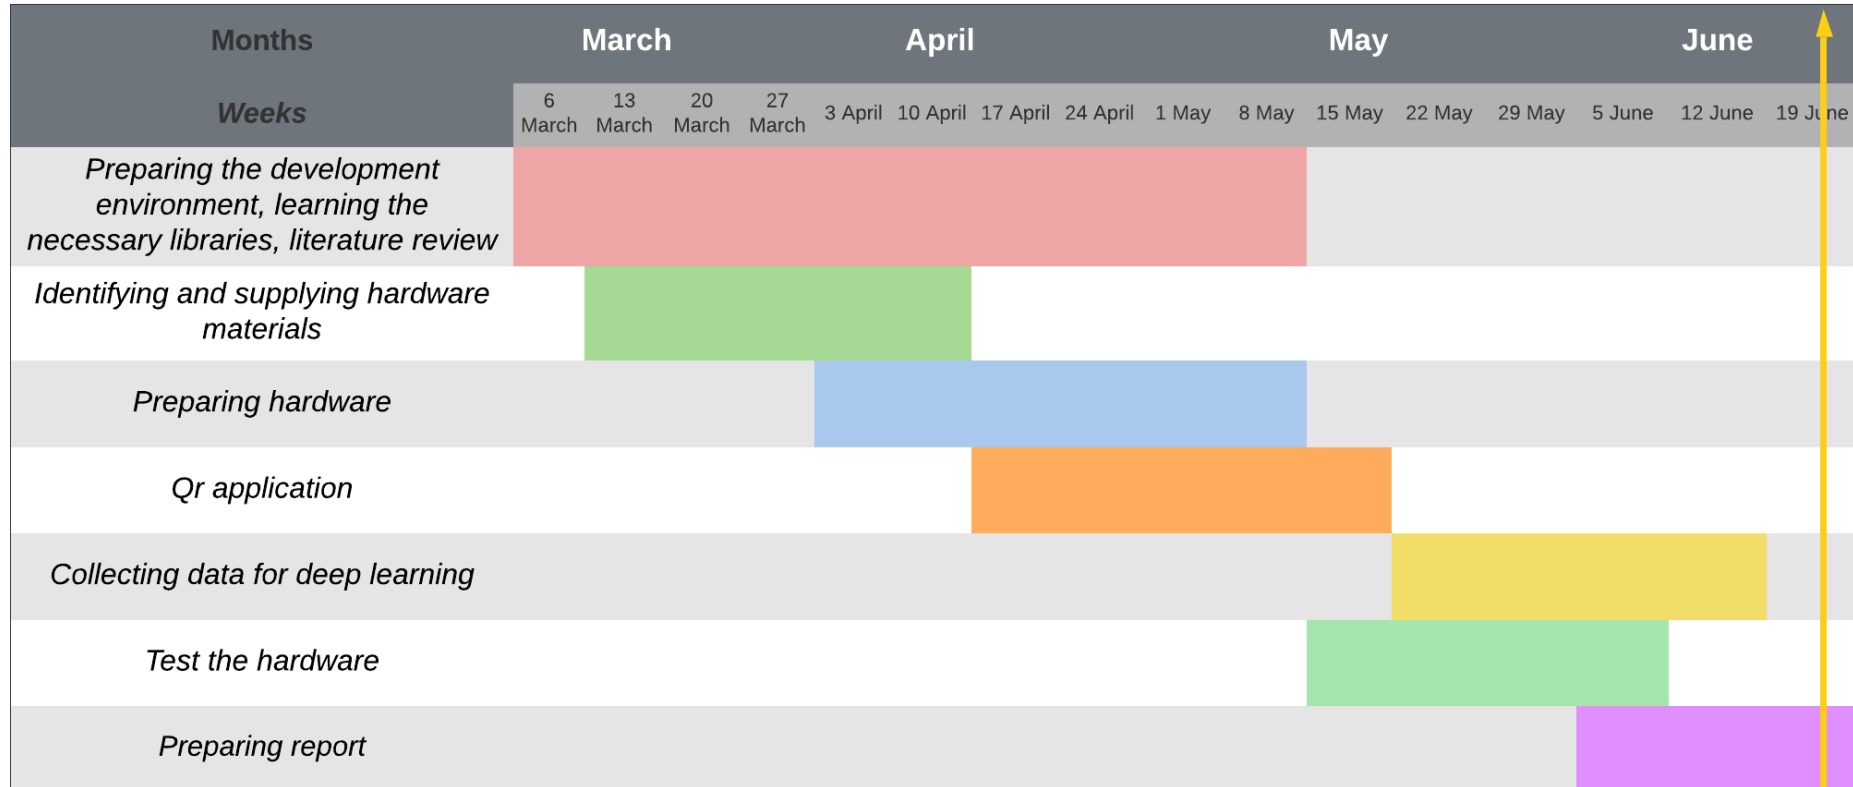 Months March April May June
Weeks 6 March 13 March 20 March 27 March 3 April 10 April 17 April 24 April 1 May 8 May 15 May 22 May 29 May 5 June 12 June 19 June
Preparing the development
environment, learning the
necessary libraries, literature review
Identifying and supplying hardware
materials
Preparing hardware
Qr application
Collecting data for deep learning
Test the hardware
Preparing report